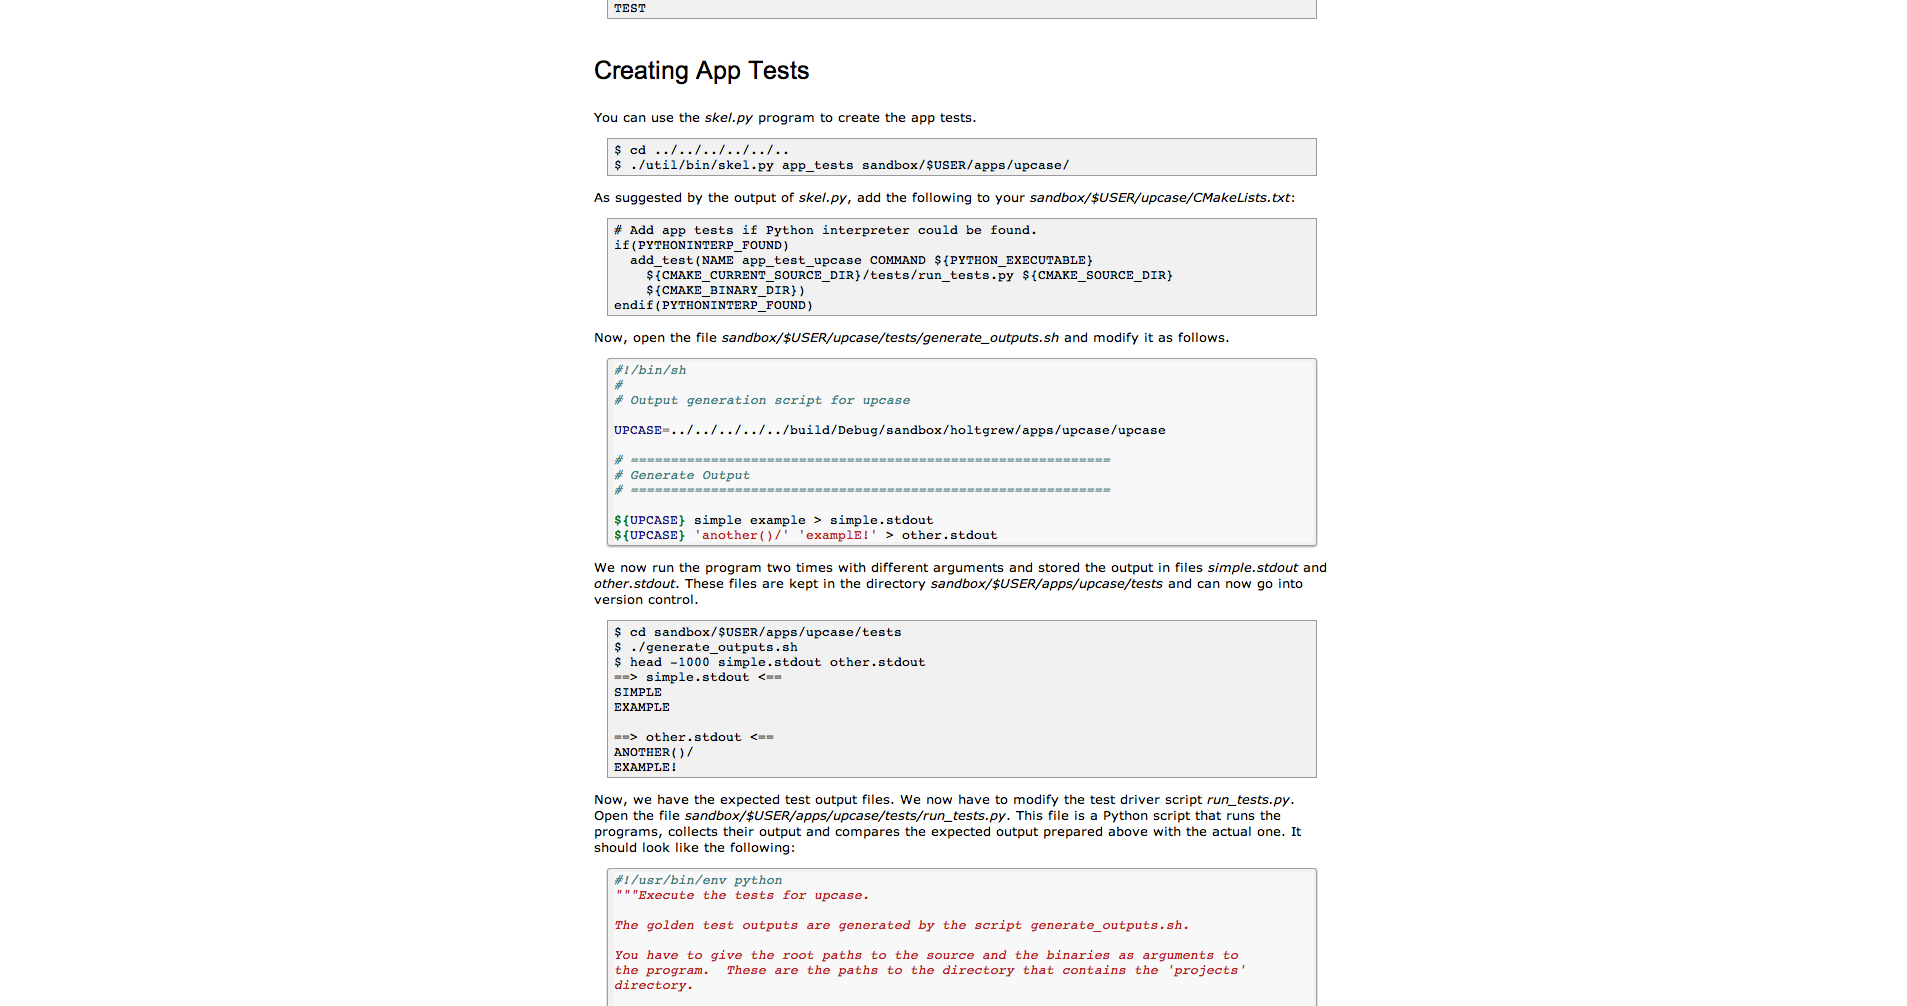 TEST
Creating App Tests
You can use the skel.py program to create the app tests.
$ cd ../../../../../..
$ ./util/bin/skel.py app_tests sandbox/$USER/apps/upcase/
As suggested by the output of skel.py, add the following to your sandbox/$USER/upcase/CMakeLists.txt:
# Add app tests if Python interpreter could be found.
if(PYTHONINTERP_FOUND)
  add_test(NAME app_test_upcase COMMAND ${PYTHON_EXECUTABLE}
    ${CMAKE_CURRENT_SOURCE_DIR}/tests/run_tests.py ${CMAKE_SOURCE_DIR}
    ${CMAKE_BINARY_DIR})
endif(PYTHONINTERP_FOUND)
Now, open the file sandbox/$USER/upcase/tests/generate_outputs.sh and modify it as follows.
#!/bin/sh
#
# Output generation script for upcase
UPCASE=../../../../../build/Debug/sandbox/holtgrew/apps/upcase/upcase
# ============================================================
# Generate Output
# ============================================================
${UPCASE} simple example > simple.stdout
${UPCASE} 'another()/' 'examplE!' > other.stdout
We now run the program two times with different arguments and stored the output in files simple.stdout and
other.stdout. These files are kept in the directory sandbox/$USER/apps/upcase/tests and can now go into
version control.
$ cd sandbox/$USER/apps/upcase/tests
$ ./generate_outputs.sh
$ head -1000 simple.stdout other.stdout
==> simple.stdout <==
SIMPLE
EXAMPLE
==> other.stdout <==
ANOTHER()/
EXAMPLE!
Now, we have the expected test output files. We now have to modify the test driver script run_tests.py.
Open the file sandbox/$USER/apps/upcase/tests/run_tests.py. This file is a Python script that runs the
programs, collects their output and compares the expected output prepared above with the actual one. It
should look like the following:
#!/usr/bin/env python
"""Execute the tests for upcase.
The golden test outputs are generated by the script generate_outputs.sh.
You have to give the root paths to the source and the binaries as arguments to
the program.  These are the paths to the directory that contains the 'projects'
directory.